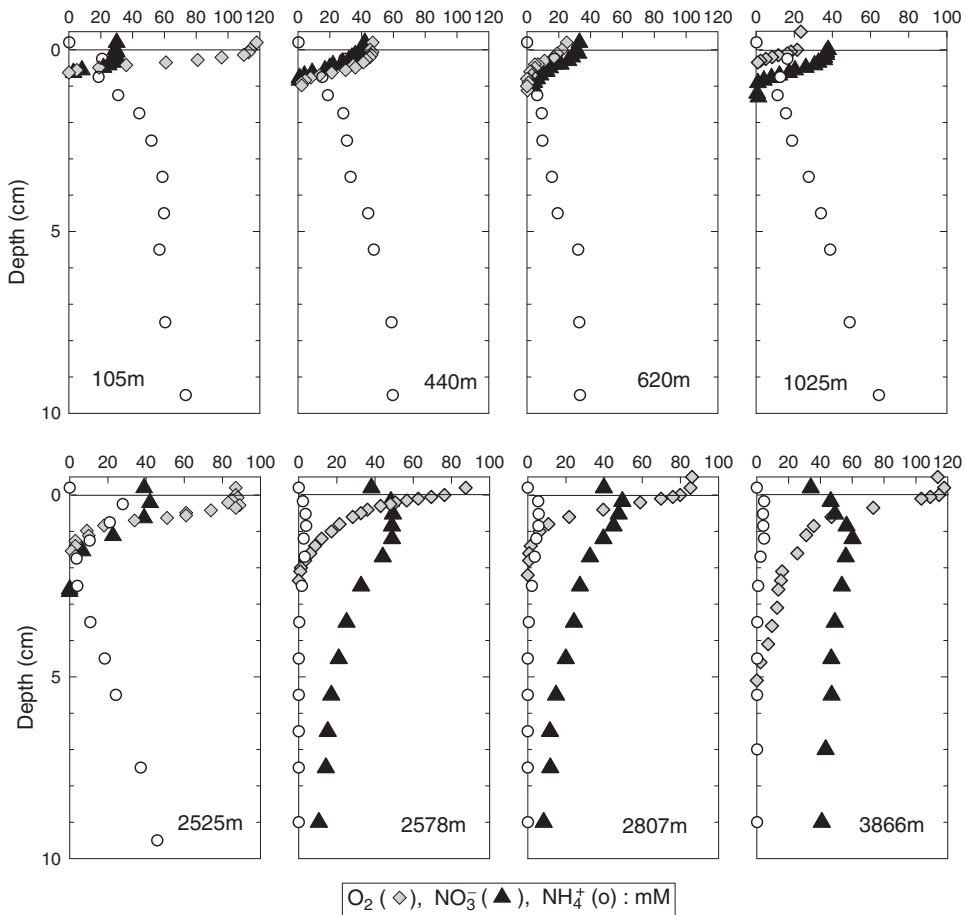 0 20 40 60 80 100 120 0 20 40 60 80 100 120 0 20 40 60 80 100 120 0 20 40 60 80 100
0
5
10
Depth (cm)
105m 440m 620m 1025m
0 20 40 60 80 100 0 20 40 60 80 100 0 20 40 60 80 100 0 20 40 60 80 100 120
0
5
10
Depth (cm)
2525m 2578m 2807m 3866m
O₂ (◇), NO₃⁻ (▲), NH₄⁺ (o) : mM